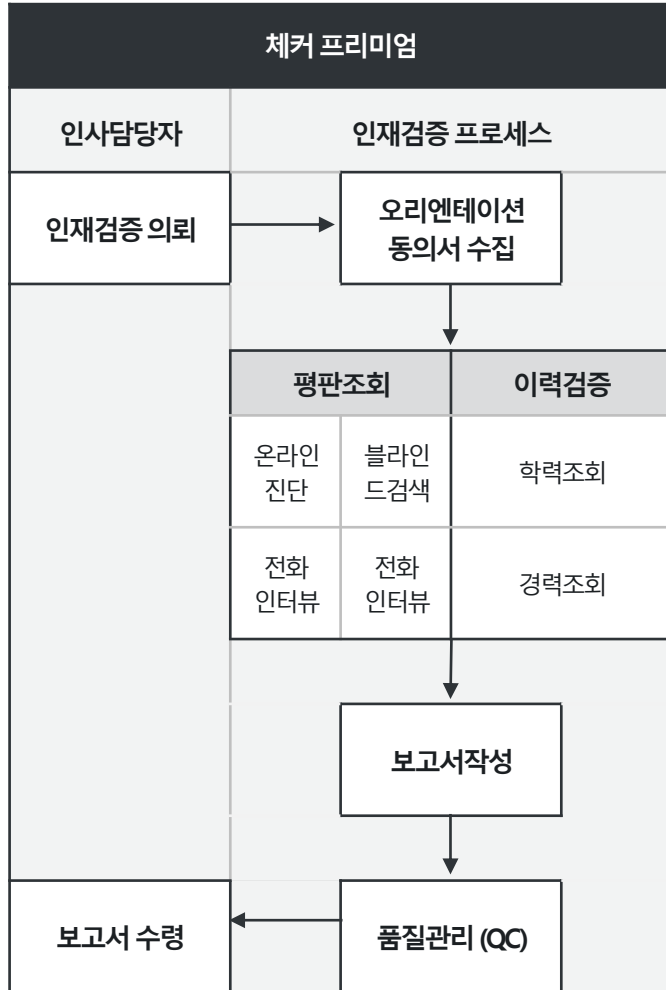 체커 프리미엄
인사담당자
인재검증 프로세스
인재검증 의뢰
오리엔테이션
동의서 수집
평판조회
이력검증
온라인
진단
블라인
드검색
학력조회
전화
인터뷰
전화
인터뷰
경력조회
보고서작성
보고서 수령
품질관리 (QC)